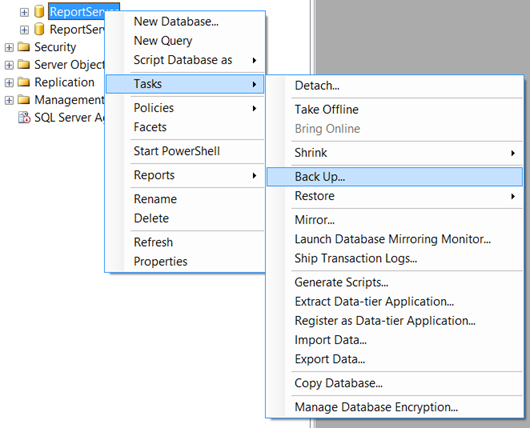 ReportServer
ReportServ
Security
Server Objec
Replication
Management
SQL Server Ag
New Database...
New Query
Script Database as
Tasks
Policies
Facets
Start PowerShell
Reports
Rename
Delete
Refresh
Properties
Detach...
Take Offline
Bring Online
Shrink
Back Up...
Restore
Mirror...
Launch Database Mirroring Monitor...
Ship Transaction Logs...
Generate Scripts...
Extract Data-tier Application...
Register as Data-tier Application...
Import Data...
Export Data...
Copy Database...
Manage Database Encryption...